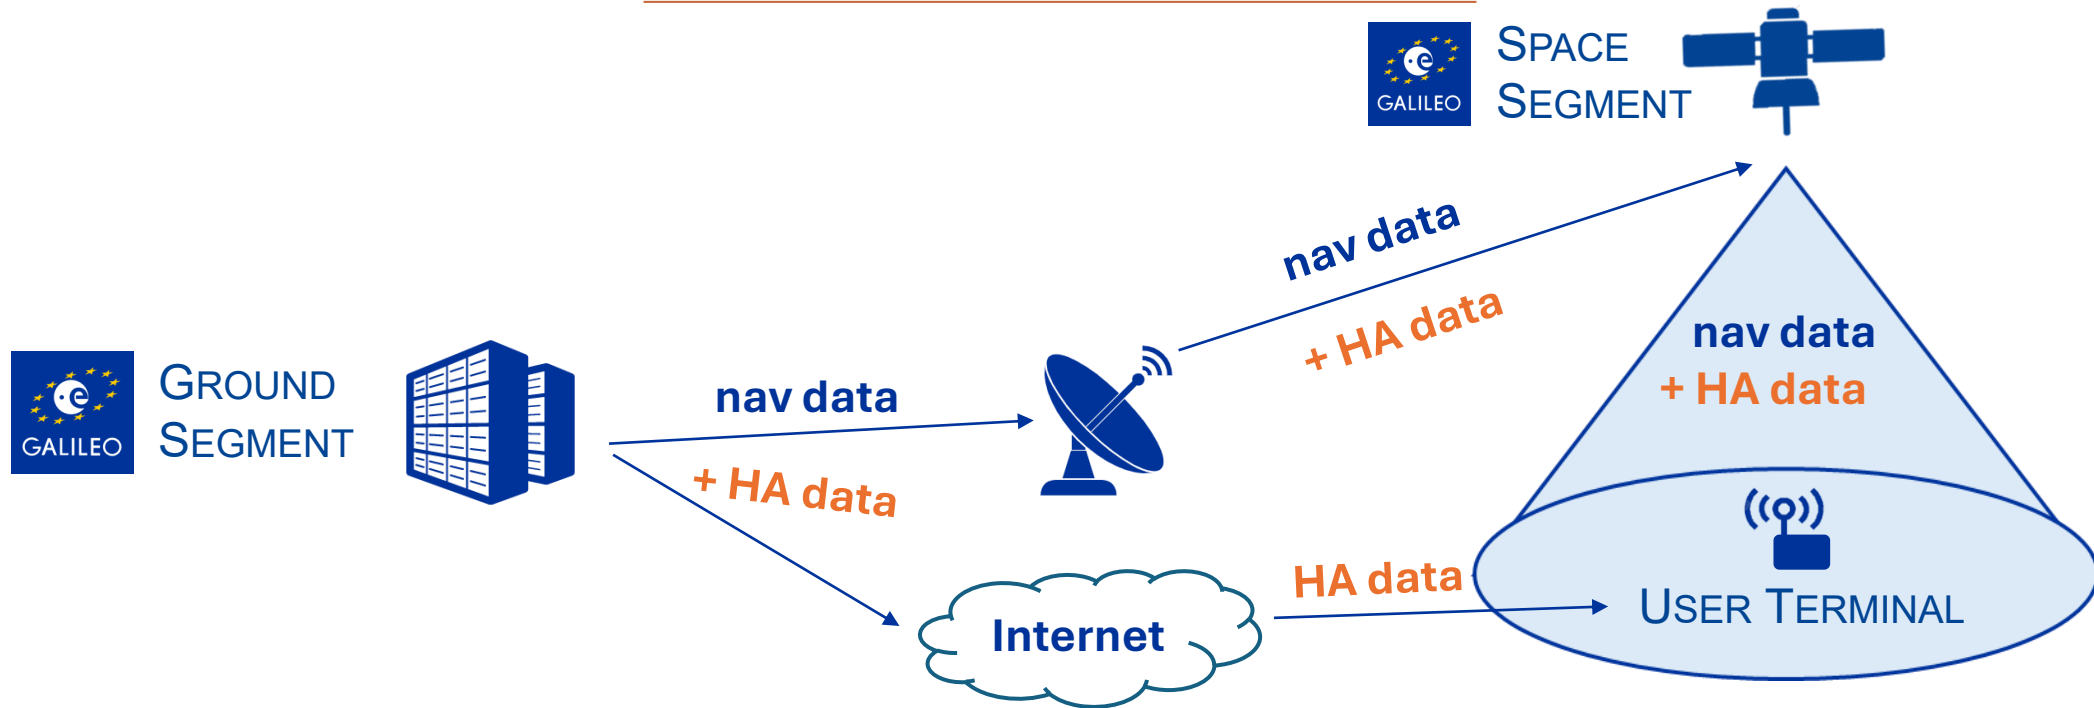 GALILEO
SPACE
SEGMENT
nav data
+ HA data
nav data
+ HA data
GALILEO
GROUND
SEGMENT
nav data
+ HA data
HA data
Internet
USER TERMINAL